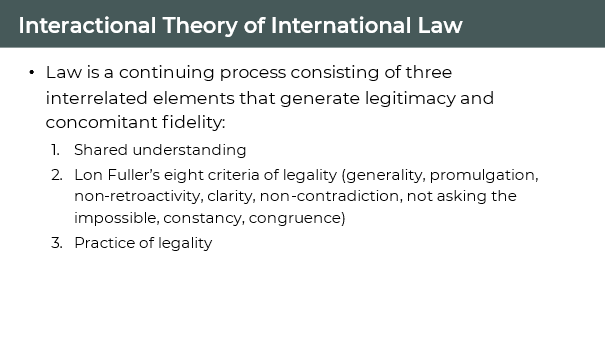 Interactional Theory of International Law
• Law is a continuing process consisting of three
interrelated elements that generate legitimacy and
concomitant fidelity:
1. Shared understanding
2. Lon Fuller’s eight criteria of legality (generality, promulgation,
non-retroactivity, clarity, non-contradiction, not asking the
impossible, constancy, congruence)
3. Practice of legality